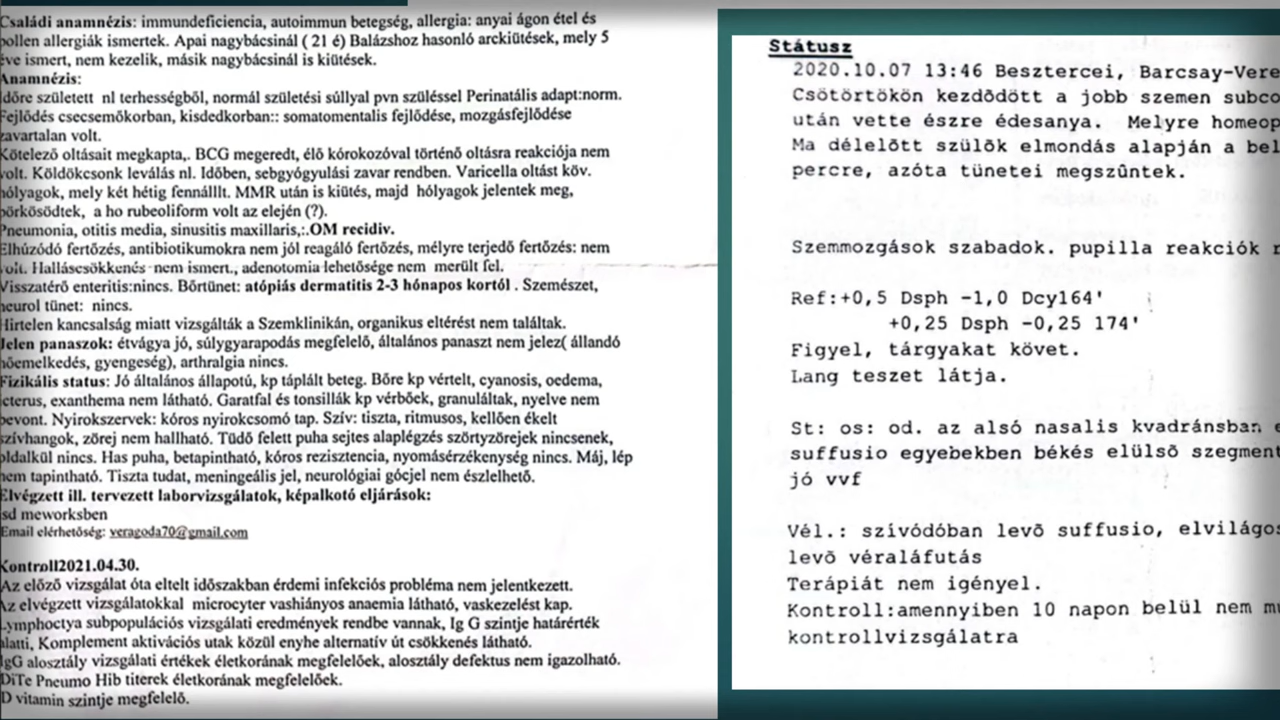 Családi anamnézis: immundeficiencia, autoimmun betegség, allergia: anyai ágon étel és
pollen allergiák ismertek. Apai nagybácsinál ( 21 é) Balázshoz hasonló arckiütések, mely 5
éve ismert, nem kezelik, másik nagybácsinál is kiütések.
Anamnézis:
Időre született nl terhességből, normál születési súllyal pvn szüléssel Perinatális adapt:norm.
Fejlődés csecsemőkorban, kisdedkorban:: somatomentalis fejlődése, mozgásfejlődése
zavartalan volt.
Kötelező oltásait megkapta,. BCG megeredt, élő kórokozóval történő oltásra reakciója nem
volt. Köldökcsonk leválás nl. Időben, sebgyógyulási zavar rendben. Varicella oltást köv.
hólyagok, mely két hétig fennálllt. MMR után is kiütés, majd hólyagok jelentek meg,
pörkösödtek, a ho rubeoliform volt az elején (?).
Pneumonia, otitis media, sinusitis maxillaris,:.OM recidiv.
Elhúzódó fertőzés, antibiotikumokra nem jól reagáló fertőzés, mélyre terjedő fertőzés: nem
volt. Halláscsökkenés nem ismert., adenotomia lehetősége nem merült fel.
Visszatérő enteritis:nincs. Bőrtünet: atópiás dermatitis 2-3 hónapos kortól . Szemészet,
neurol tünet: nincs.
Hirtelen kancsalság miatt vizsgálták a Szemklinikán, organikus eltérést nem találtak.
Jelen panaszok: étvágya jó, súlygyarapodás megfelelő, általános panaszt nem jelez( állandó
hőemelkedés, gyengeség), arthralgia nincs.
Fizikális status: Jó általános állapotú, kp táplált beteg. Bőre kp vértelt, cyanosis, oedema,
icterus, exanthema nem látható. Garatfal és tonsillák kp vérbőek, granuláltak, nyelve nem
bevont. Nyirokszervek: kóros nyirokcsomó tap. Szív: tiszta, ritmusos, kellően ékelt
szívhangok, zörej nem hallható. Tüdő felett puha sejtes alaplégzés szörtyzörejek nincsenek,
oldalkül nincs. Has puha, betapintható, kóros rezisztencia, nyomásérzékenység nincs. Máj, lép
nem tapintható. Tiszta tudat, meningeális jel, neurológiai gócjel nem észlelhető.
Elvégzett ill. tervezett laborvizsgálatok, képalkotó eljárások:
sd meworksben
Email elérhetőség: veragoda70@gmail.com
Kontroll2021.04.30.
Az előző vizsgálat óta eltelt időszakban érdemi infekciós probléma nem jelentkezett.
Az elvégzett vizsgálatokkal microcyter vashiányos anaemia látható, vaskezelést kap.
Lymphoctya subpopulációs vizsgálati eredmények rendbe vannak, Ig G szintje határérték
alatti, Komplement aktivációs utak közül enyhe alternatív út csökkenés látható.
IgG alosztály vizsgálati értékek életkorának megfelelőek, alosztály defektus nem igazolható.
DiTe Pneumo Hib titerek életkorának megfelelőek.
D vitamin szintje megfelelő.
Státusz
2020.10.07 13:46 Besztercei, Barcsay-Vere
Csötörtökön kezdõdött a jobb szemen subco
után vette észre édesanya. Melyre homeop
Ma délelõtt szülõk elmondás alapján a bel
percre, azóta tünetei megszûntek.
Szemmozgások szabadok. pupilla reakciók r
Ref:+0,5 Dsph -1,0 Dcy164'
+0,25 Dsph -0,25 174'
Figyel, tárgyakat követ.
Lang teszet látja.
St: os: od. az alsó nasalis kvadránsban e
suffusio egyebekben békés elülsõ szegment
jó vvf
Vél.: szívódóban levõ suffusio, elvilágos
levõ véraláfutás
Terápiát nem igényel.
Kontroll:amennyiben 10 napon belül nem mu
kontrollvizsgálatra